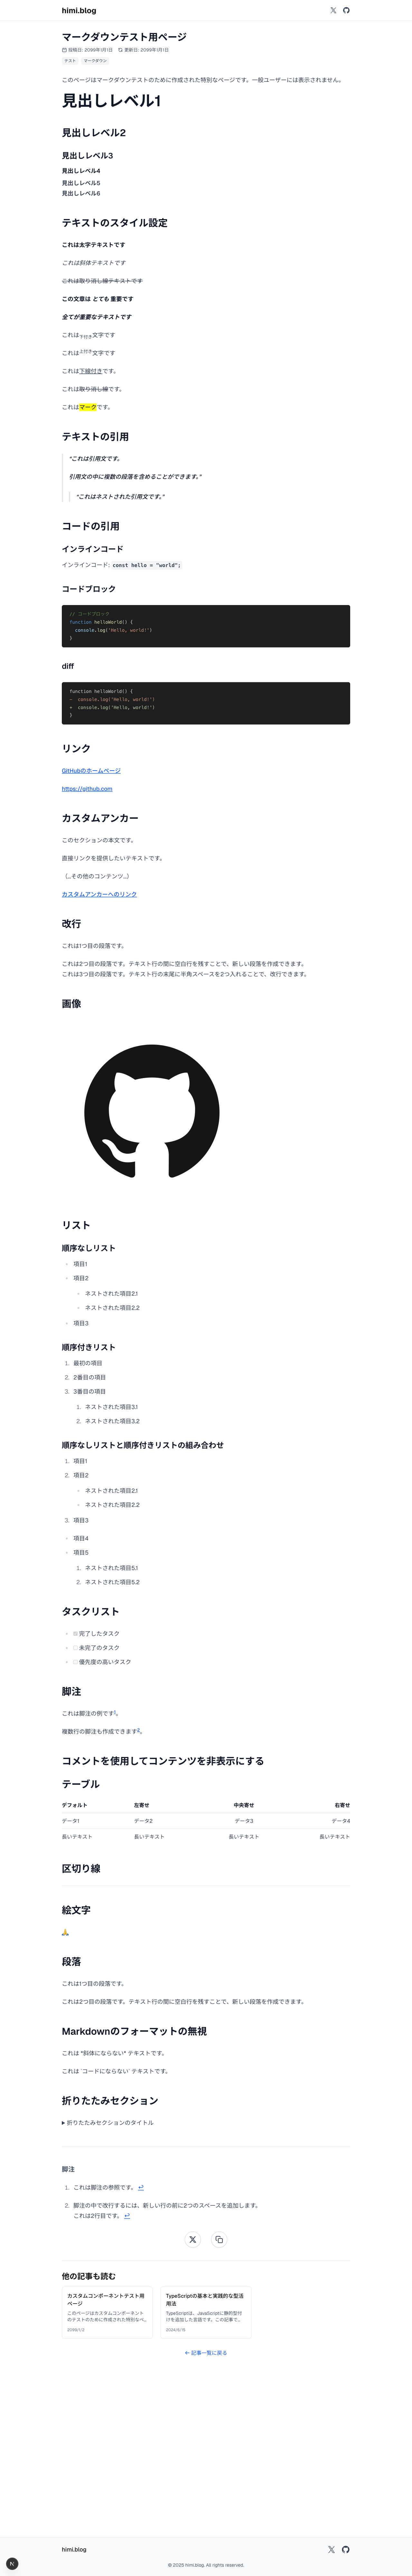 himi.blog
マークダウンテスト用ページ
投稿日: 2099年1月1日 更新日: 2099年1月1日
テスト マークダウン
このページはマークダウンテストのために作成された特別なページです。一般ユーザーには表示されません。
見出しレベル1
見出しレベル2
見出しレベル3
見出しレベル4
見出しレベル5
見出しレベル6
テキストのスタイル設定
これは太字テキストです
これは斜体テキストです
これは取り消し線テキストです
この文章は とても 重要です
全てが重要なテキストです
これは下付き文字です
これは上付き文字です
これは下線付きです。
これは取り消し線です。
これはマークです。
テキストの引用
"これは引用文です。
引用文の中に複数の段落を含めることができます。"
"これはネストされた引用文です。"
コードの引用
インラインコード
インラインコード: const hello = "world";
コードブロック
// コードブロック
function helloWorld() {
console.log('Hello, world!')
}
diff
function helloWorld() {
- console.log('Hello, world!')
+ console.log("Hello, world!")
}
リンク
GitHubのホームページ
https://github.com
カスタムアンカー
このセクションの本文です。
直接リンクを提供したいテキストです。
（…その他のコンテンツ…）
カスタムアンカーへのリンク
改行
これは1つ目の段落です。
これは2つ目の段落です。テキスト行の間に空白行を残すことで、新しい段落を作成できます。
これは3つ目の段落です。テキスト行の末尾に半角スペースを2つ入れることで、改行できます。
画像
リスト
順序なしリスト
- 項目1
- 項目2
- ネストされた項目2.1
- ネストされた項目2.2
- 項目3
順序付きリスト
1. 最初の項目
2. 2番目の項目
3. 3番目の項目
1. ネストされた項目3.1
2. ネストされた項目3.2
順序なしリストと順序付きリストの組み合わせ
1. 項目1
2. 項目2
- ネストされた項目2.1
- ネストされた項目2.2
3. 項目3
- 項目4
- 項目5
1. ネストされた項目5.1
2. ネストされた項目5.2
タスクリスト
- 完了したタスク
- 未完了のタスク
- 優先度の高いタスク
脚注
これは脚注の例です1。
複数行の脚注も作成できます2。
コメントを使用してコンテンツを非表示にする
テーブル
デフォルト 左寄せ 中央寄せ 右寄せ
データ1 データ2 データ3 データ4
長いテキスト 長いテキスト 長いテキスト 長いテキスト
区切り線
絵文字
🙏
段落
これは1つ目の段落です。
これは2つ目の段落です。テキスト行の間に空白行を残すことで、新しい段落を作成できます。
Markdownのフォーマットの無視
これは *斜体にならない* テキストです。
これは `コードにならない` テキストです。
折りたたみセクション
▶ 折りたたみセクションのタイトル
脚注
1. これは脚注の参照です。 ↩
2. 脚注の中で改行するには、新しい行の前に2つのスペースを追加します。
これは2行目です。 ↩
他の記事も読む
カスタムコンポーネントテスト用ページ
このページはカスタムコンポーネントのテストのために作成された特別なペ…
2099/1/2
TypeScriptの基本と実践的な型活用法
TypeScriptは、JavaScriptに静的型付けを追加した言語です。この記事で…
2024/6/15
← 記事一覧に戻る
himi.blog
© 2025 himi.blog. All rights reserved.
N